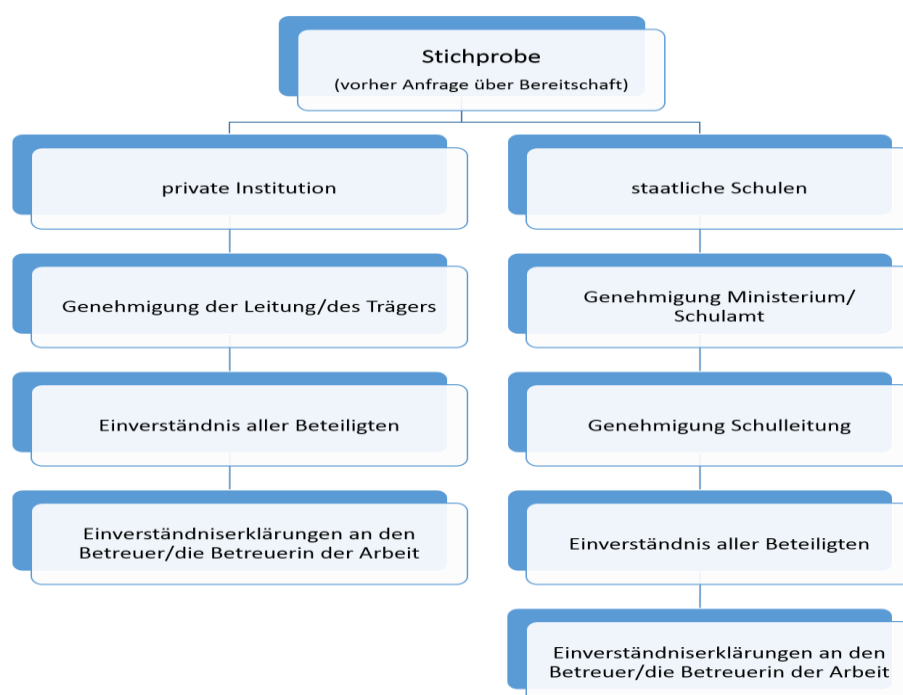 Stichprobe
(vorher Anfrage über Bereitschaft)
private Institution
staatliche Schulen
Genehmigung der Leitung/des Trägers
Genehmigung Ministerium/
Schulamt
Einverständnis aller Beteiligten
Genehmigung Schulleitung
Einverständniserklärungen an den
Betreuer/die Betreuerin der Arbeit
Einverständnis aller Beteiligten
Einverständniserklärungen an den
Betreuer/die Betreuerin der Arbeit